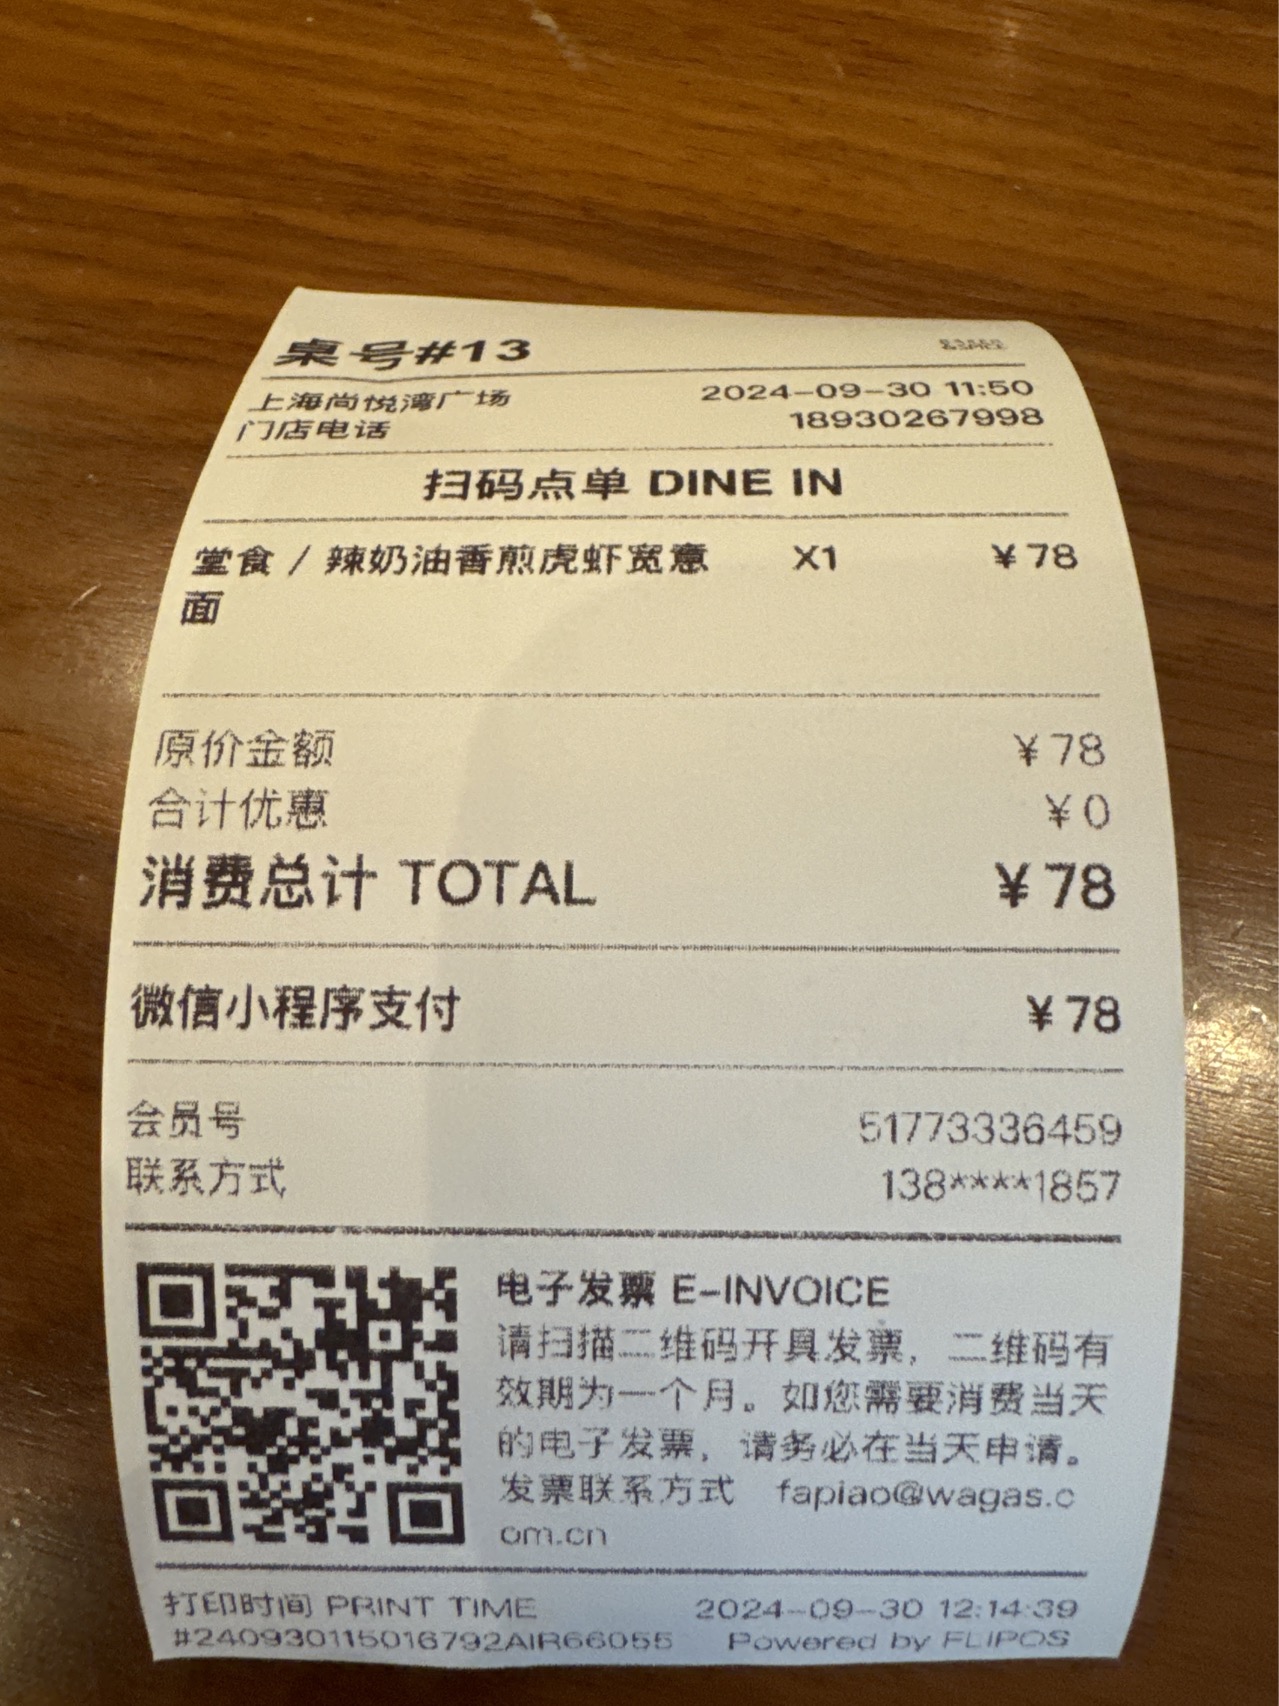 桌号#13
上海尚悦湾广场 2024-09-30 11:50
门店电话 18930267998
扫码点单 DINE IN
堂食 / 辣奶油香煎虎虾宽意 X1 ¥78
面
原价金额 ¥78
合计优惠 ¥0
消费总计 TOTAL ¥78
微信小程序支付 ¥78
会员号 51773336459
联系方式 138****1857
电子发票 E-INVOICE
请扫描二维码开具发票，二维码有
效期为一个月。如您需要消费当天
的电子发票，请务必在当天申请。
发票联系方式 fapiao@wagas.c
om.cn
打印时间 PRINT TIME 2024-09-30 12:14:39
#240930115016792AIR66055 Powered by FLIPOS